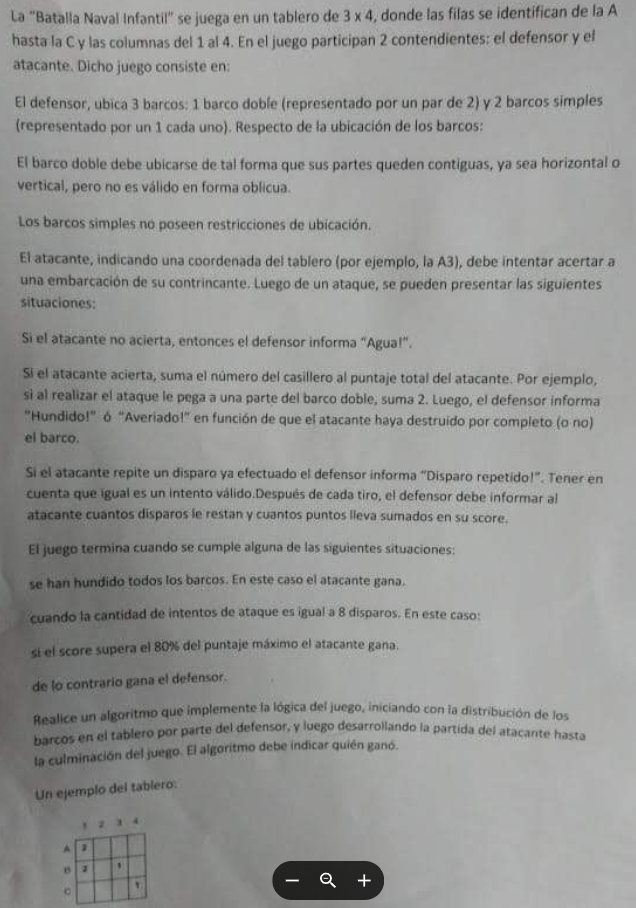 La "Batalla Naval Infantil" se juega en un tablero de 3 x 4, donde las filas se identifican de la A
hasta la C y las columnas del 1 al 4. En el juego participan 2 contendientes: el defensor y el
atacante. Dicho juego consiste en:
El defensor, ubica 3 barcos: 1 barco doble (representado por un par de 2) y 2 barcos simples
(representado por un 1 cada uno). Respecto de la ubicación de los barcos:
El barco doble debe ubicarse de tal forma que sus partes queden contiguas, ya sea horizontal o
vertical, pero no es válido en forma oblicua.
Los barcos simples no poseen restricciones de ubicación.
El atacante, indicando una coordenada del tablero (por ejemplo, la A3), debe intentar acertar a
una embarcación de su contrincante. Luego de un ataque, se pueden presentar las siguientes
situaciones:
Si el atacante no acierta, entonces el defensor informa "Agua!".
Si el atacante acierta, suma el número del casillero al puntaje total del atacante. Por ejemplo,
si al realizar el ataque le pega a una parte del barco doble, suma 2. Luego, el defensor informa
"Hundido!" ó "Averiado!" en función de que el atacante haya destruido por completo (o no)
el barco.
Si el atacante repite un disparo ya efectuado el defensor informa "Disparo repetido!". Tener en
cuenta que igual es un intento válido.Después de cada tiro, el defensor debe informar al
atacante cuantos disparos le restan y cuantos puntos lleva sumados en su score.
El juego termina cuando se cumple alguna de las siguientes situaciones:
se han hundido todos los barcos. En este caso el atacante gana.
cuando la cantidad de intentos de ataque es igual a 8 disparos. En este caso:
si el score supera el 80% del puntaje máximo el atacante gana.
de lo contrario gana el defensor.
Realice un algoritmo que implemente la lógica del juego, iniciando con la distribución de los
barcos en el tablero por parte del defensor, y luego desarrollando la partida del atacante hasta
la culminación del juego. El algoritmo debe indicar quién ganó.
Un ejemplo del tablero:
1 2 3 4
A 2
B 2 1
C 1